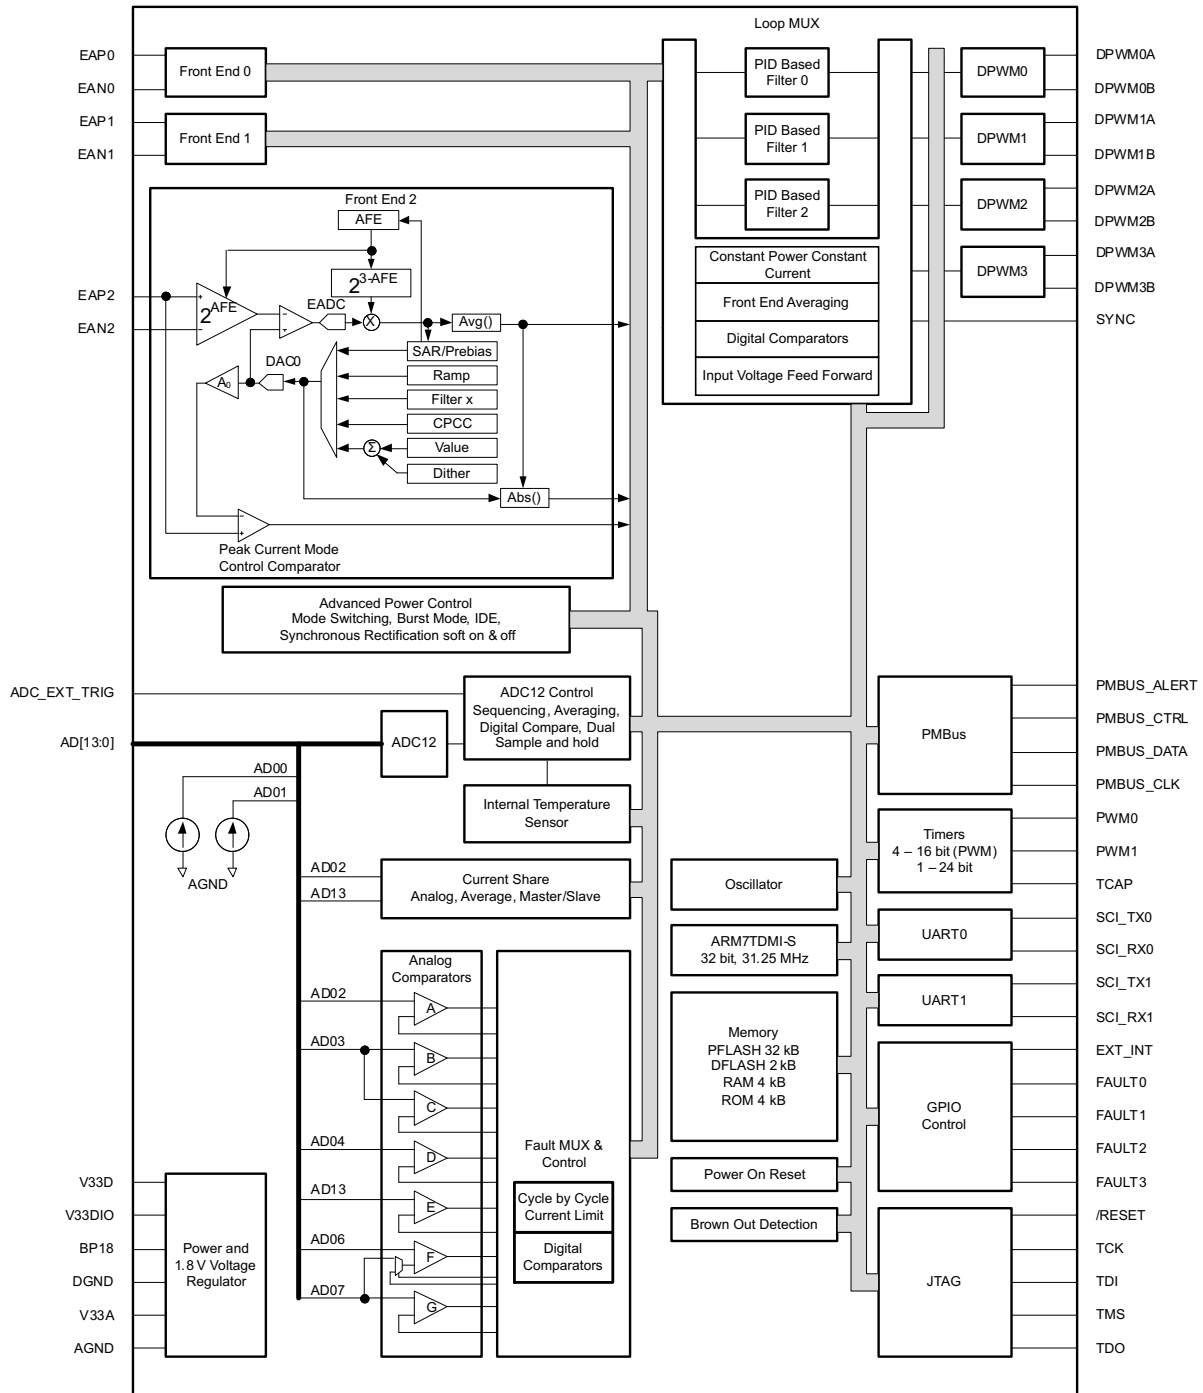 Loop MUX
EAP0
EAN0
EAP1
EAN1
Front End 0
Front End 1
PID Based
Filter 0
PID Based
Filter 1
PID Based
Filter 2
DPWM0
DPWM1
DPWM2
DPWM3
DPWM0A
DPWM0B
DPWM1A
DPWM1B
DPWM2A
DPWM2B
DPWM3A
DPWM3B
SYNC
Constant Power Constant
Current
Front End Averaging
Digital Comparators
Input Voltage Feed Forward
Front End 2
AFE
2 3-AFE
EAP2
EAN2
+
-
2 AFE
-
+
EADC
X
Avg()
SAR/Prebias
Ramp
Filter x
CPCC
Value
Dither
Σ
DAC0
A0
Abs()
-
+
Peak Current Mode
Control Comparator
Advanced Power Control
Mode Switching, Burst Mode, IDE,
Synchronous Rectification soft on & off
ADC_EXT_TRIG
AD[13:0]
ADC12
ADC12 Control
Sequencing, Averaging,
Digital Compare, Dual
Sample and hold
AD00
AD01
AGND
Internal Temperature
Sensor
AD02
AD13
Current Share
Analog, Average, Master/Slave
Analog
Comparators
AD02
AD03
AD04
AD13
AD06
AD07
A
B
C
D
E
F
G
Fault MUX &
Control
Cycle by Cycle
Current Limit
Digital
Comparators
V33D
V33DIO
BP18
DGND
V33A
AGND
Power and
1.8 V Voltage
Regulator
Oscillator
ARM7TDMI-S
32 bit, 31.25 MHz
Memory
PFLASH 32 kB
DFLASH 2 kB
RAM 4 kB
ROM 4 kB
Power On Reset
Brown Out Detection
PMBus
Timers
4 – 16 bit (PWM)
1 – 24 bit
UART0
UART1
GPIO
Control
JTAG
PMBUS_ALERT
PMBUS_CTRL
PMBUS_DATA
PMBUS_CLK
PWM0
PWM1
TCAP
SCI_TX0
SCI_RX0
SCI_TX1
SCI_RX1
EXT_INT
FAULT0
FAULT1
FAULT2
FAULT3
/RESET
TCK
TDI
TMS
TDO